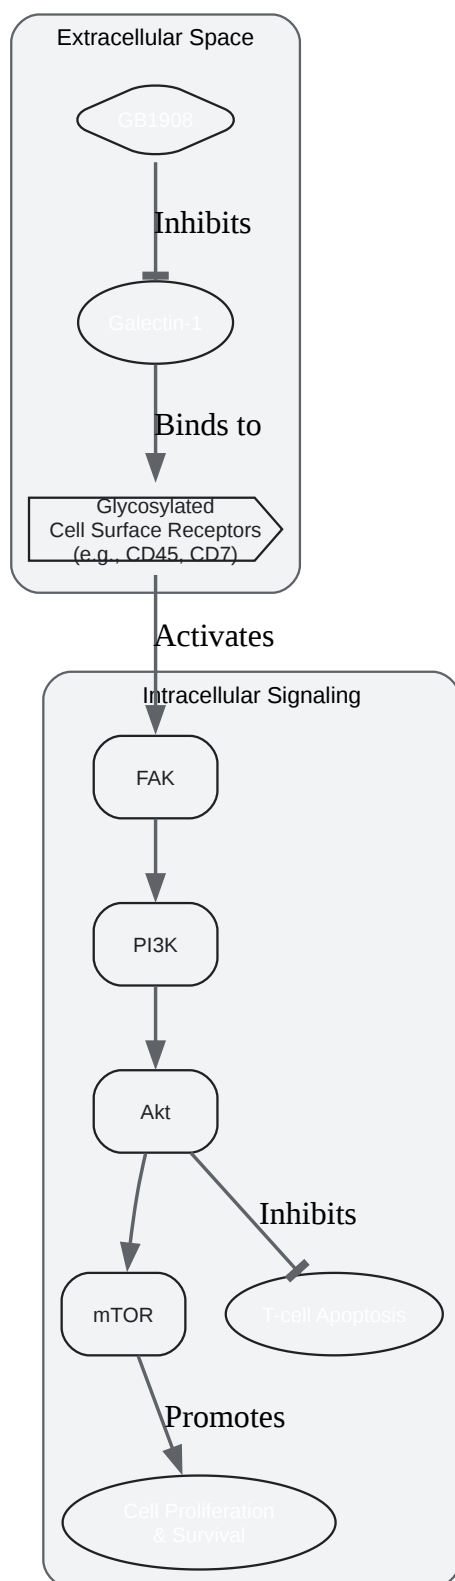 Extracellular Space
GB1908
Inhibits
Galectin-1
Binds to
Glycosylated
Cell Surface Receptors
(e.g., CD45, CD7)
Activates
Intracellular Signaling
FAK
PI3K
Akt
Inhibits
mTOR
T-cell Apoptosis
Promotes
Cell Proliferation
& Survival